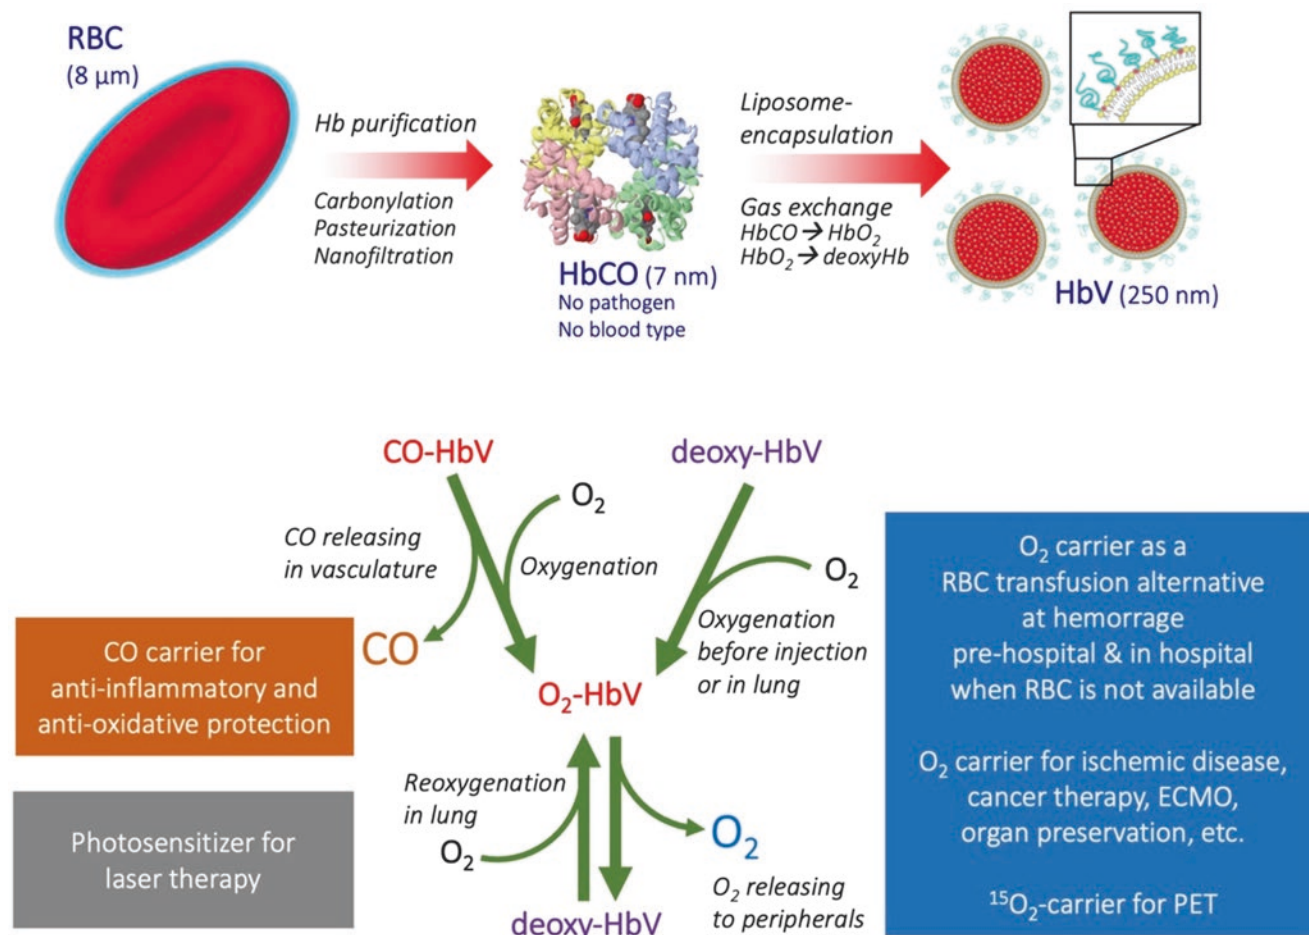 RBC
(8 μm)
Hb purification
Carbonylation
Pasteurization
Nanofiltration
HbCO (7 nm)
No pathogen
No blood type
Liposome-
encapsulation
Gas exchange
HbCO → HbO₂
HbO₂ → deoxyHb
HbV (250 nm)
CO-HbV
deoxy-HbV
O₂
CO releasing
in vasculature
Oxygenation
O₂
CO
Oxygenation
before injection
or in lung
O₂-HbV
Reoxygenation
in lung
O₂
O₂
O₂ releasing
to peripherals
deoxy-HbV
CO carrier for
anti-inflammatory and
anti-oxidative protection
Photosensitizer for
laser therapy
O₂ carrier as a
RBC transfusion alternative
at hemorrage
pre-hospital & in hospital
when RBC is not available
O₂ carrier for ischemic disease,
cancer therapy, ECMO,
organ preservation, etc.
¹⁵O₂-carrier for PET